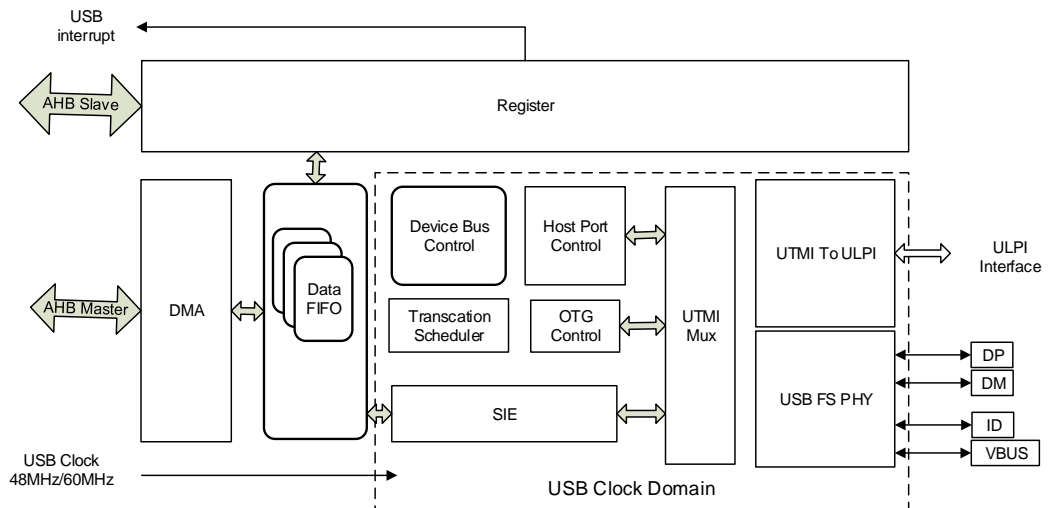 USB
interrupt
AHB Slave
Register
Device Bus
Control
Host Port
Control
UTMI To ULPI
ULPI
Interface
AHB Master
DMA
Data
FIFO
Transcation
Scheduler
OTG
Control
UTMI
Mux
DP
DM
USB FS PHY
SIE
ID
VBUS
USB Clock
48MHz/60MHz
USB Clock Domain